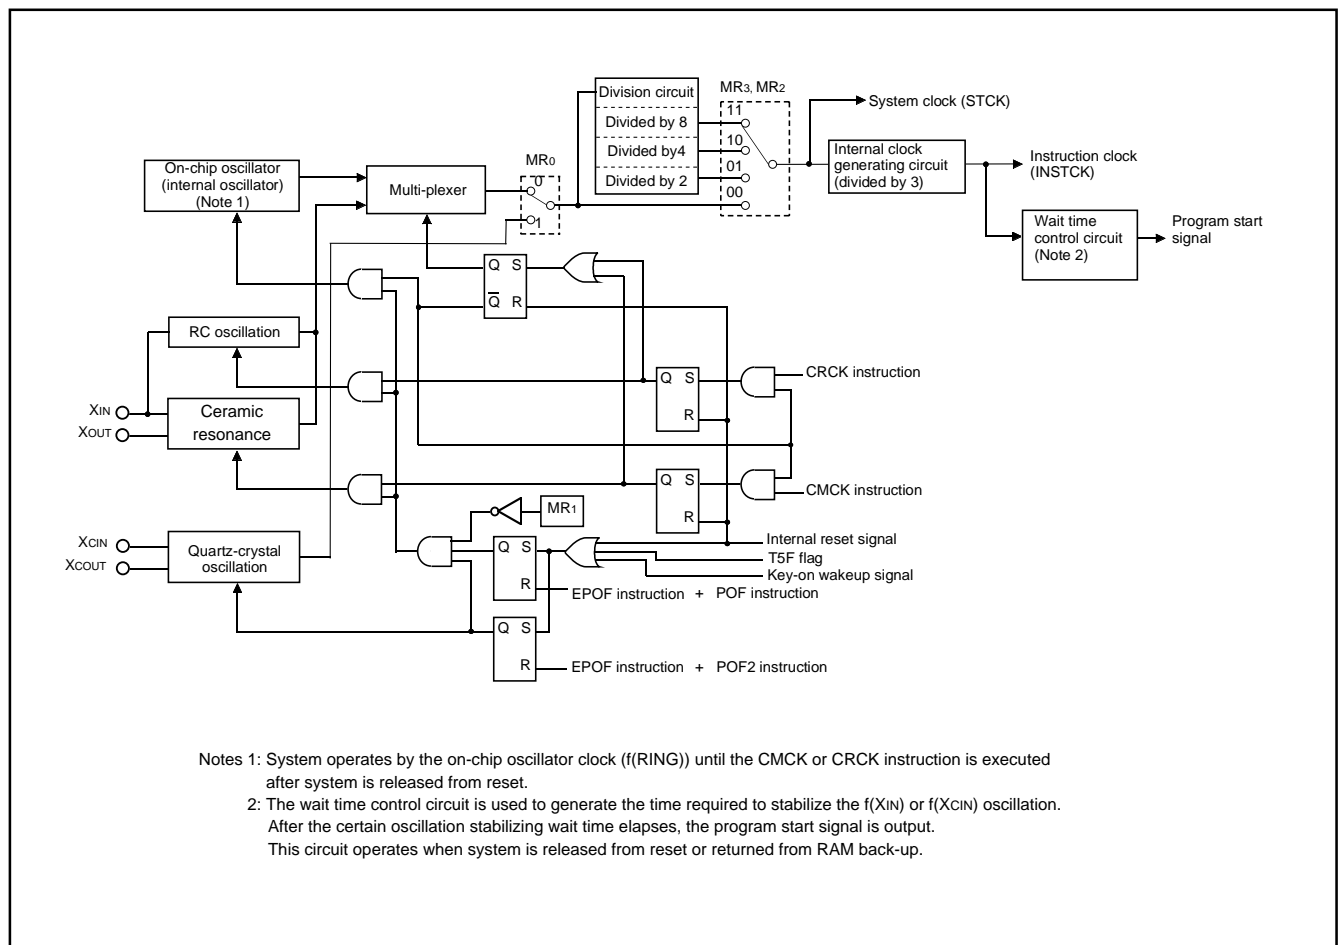 Division circuit
MR3, MR2
System clock (STCK)
11
Divided by 8
10
Divided by4
01
Divided by 2
00
Internal clock
generating circuit
(divided by 3)
Instruction clock
(INSTCK)
MR0
0
1
On-chip oscillator
(internal oscillator)
(Note 1)
Multi-plexer
Wait time
control circuit
(Note 2)
Program start
signal
Q S
Q R
RC oscillation
CRCK instruction
Q S
R
XIN
XOUT
Ceramic
resonance
Q S
R
CMCK instruction
MR1
XCIN
XCOUT
Quartz-crystal
oscillation
Q S
R
Internal reset signal
T5F flag
Key-on wakeup signal
EPOF instruction + POF instruction
Q S
R
EPOF instruction + POF2 instruction
Notes 1: System operates by the on-chip oscillator clock (f(RING)) until the CMCK or CRCK instruction is executed
after system is released from reset.
2: The wait time control circuit is used to generate the time required to stabilize the f(XIN) or f(XCIN) oscillation.
After the certain oscillation stabilizing wait time elapses, the program start signal is output.
This circuit operates when system is released from reset or returned from RAM back-up.